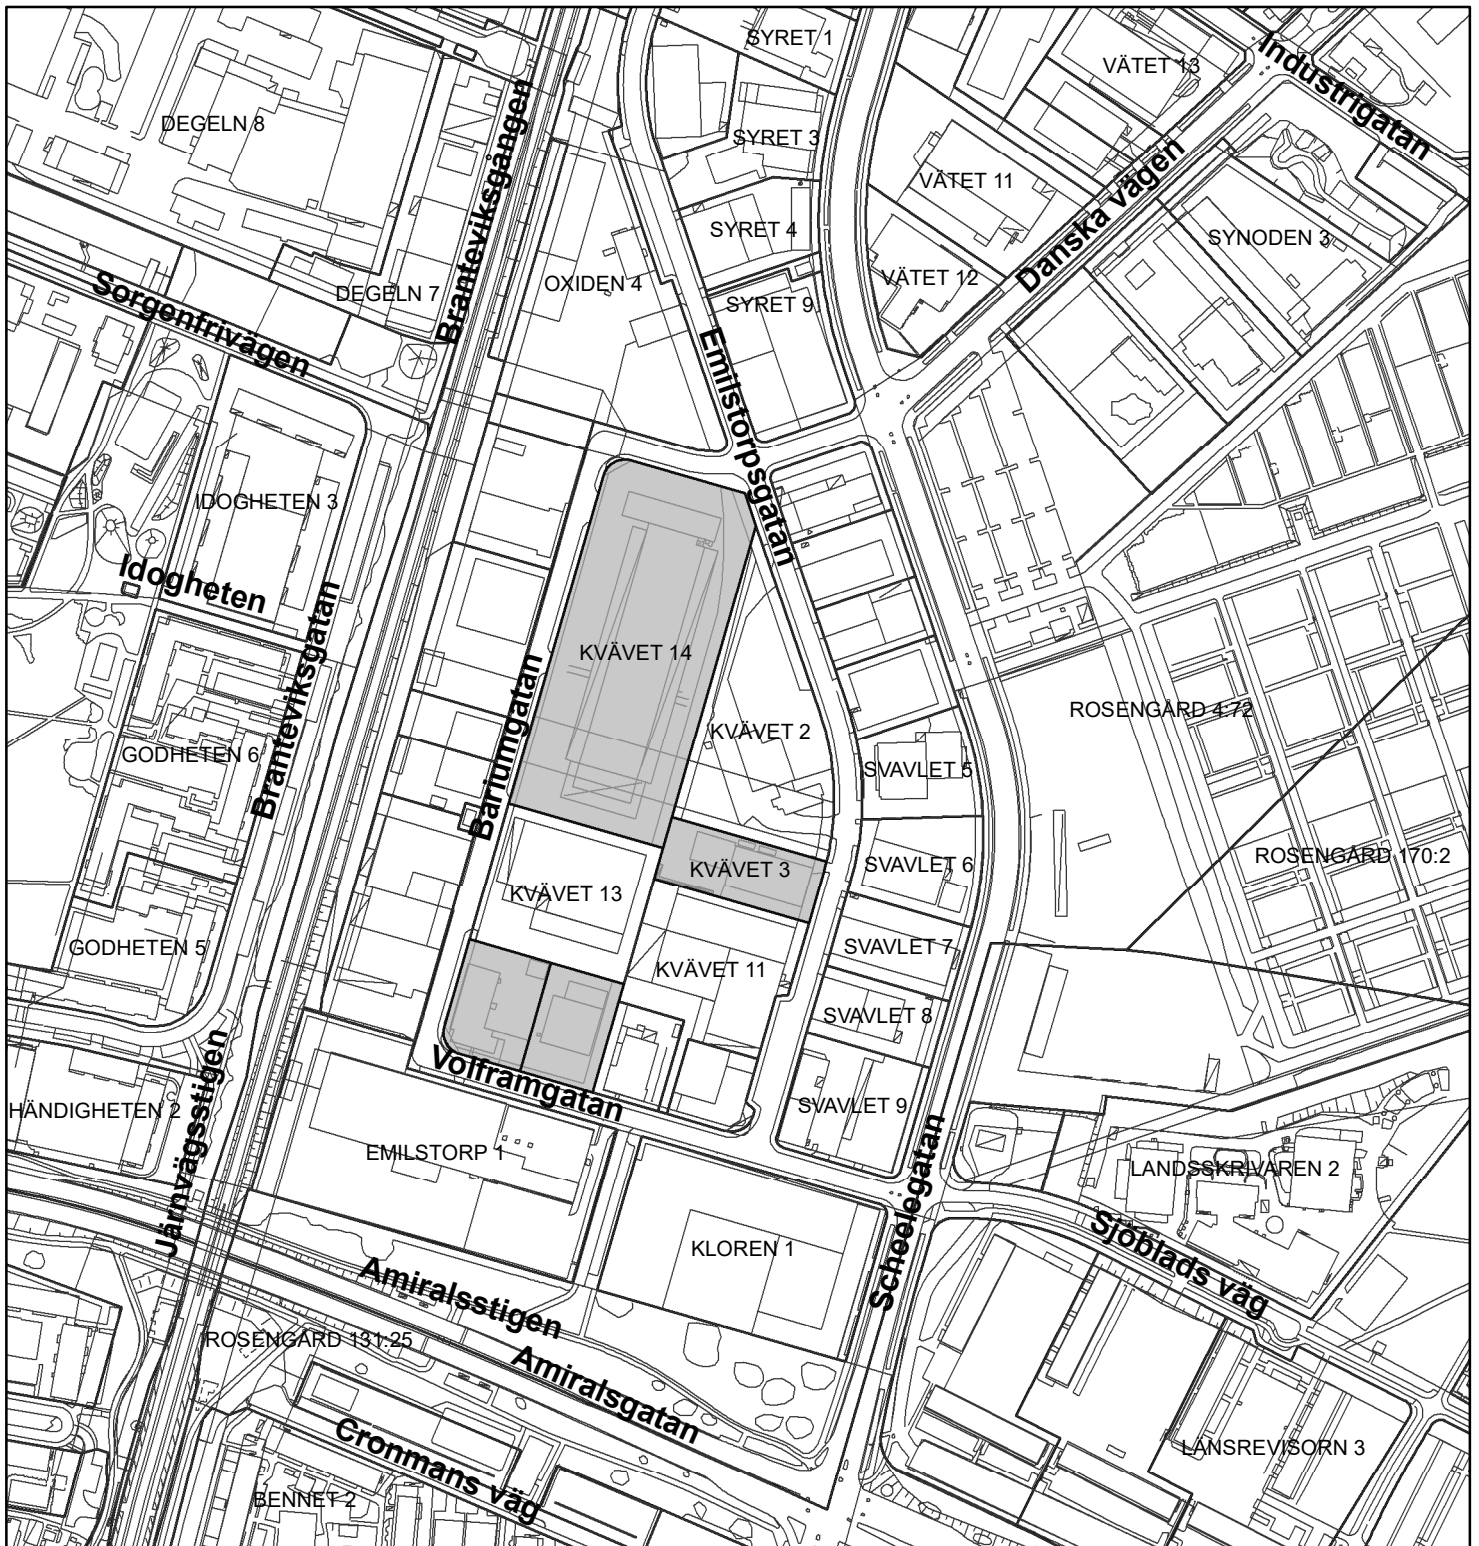 SYRET 1
Industrigatan
VÄTET 13
DEGELN 8
Branteviksgången
SYRET 3
VÄTET 11
Danska vägen
SYRET 4
SYNODEN 3
Sorgenfrivägen
DEGELN 7
OXIDEN 4
VÄTET 12
SYRET 9
Emilstorpsgatan
IDOGHETEN 3
Idogheten
Branteviksgatan
KVÄVET 14
Bariumgatan
ROSENGÅRD 4:72
KVÄVET 2
GODHETEN 6
SVAVLET 5
KVÄVET 3
SVAVLET 6
ROSENGÅRD 170:2
KVÄVET 13
GODHETEN 5
SVAVLET 7
KVÄVET 11
SVAVLET 8
Volframgatan
HÄNDIGHETEN 2
SVAVLET 9
Järnvägsstigen
EMILSTORP 1
LANDSSKRIVAREN 2
Scheelegatan
Sjöblads väg
KLOREN 1
Amiralsstigen
ROSENGÅRD 131:25
Amiralsgatan
Cronmans väg
LÄNSREVISORN 3
BENNET 2